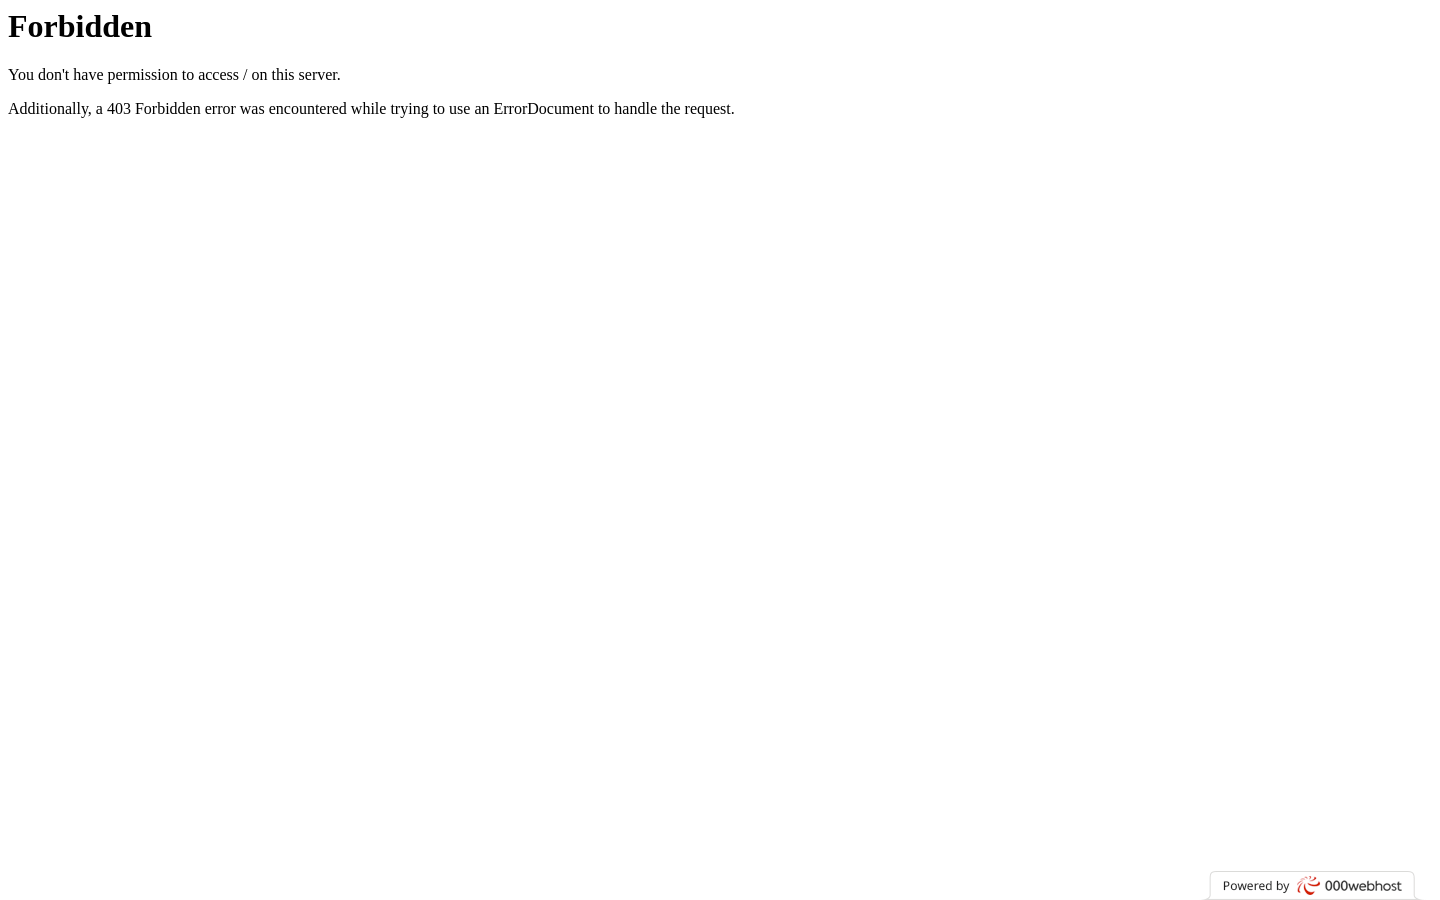 Forbidden
You don't have permission to access / on this server.
Additionally, a 403 Forbidden error was encountered while trying to use an ErrorDocument to handle the request.
Powered by 000webhost